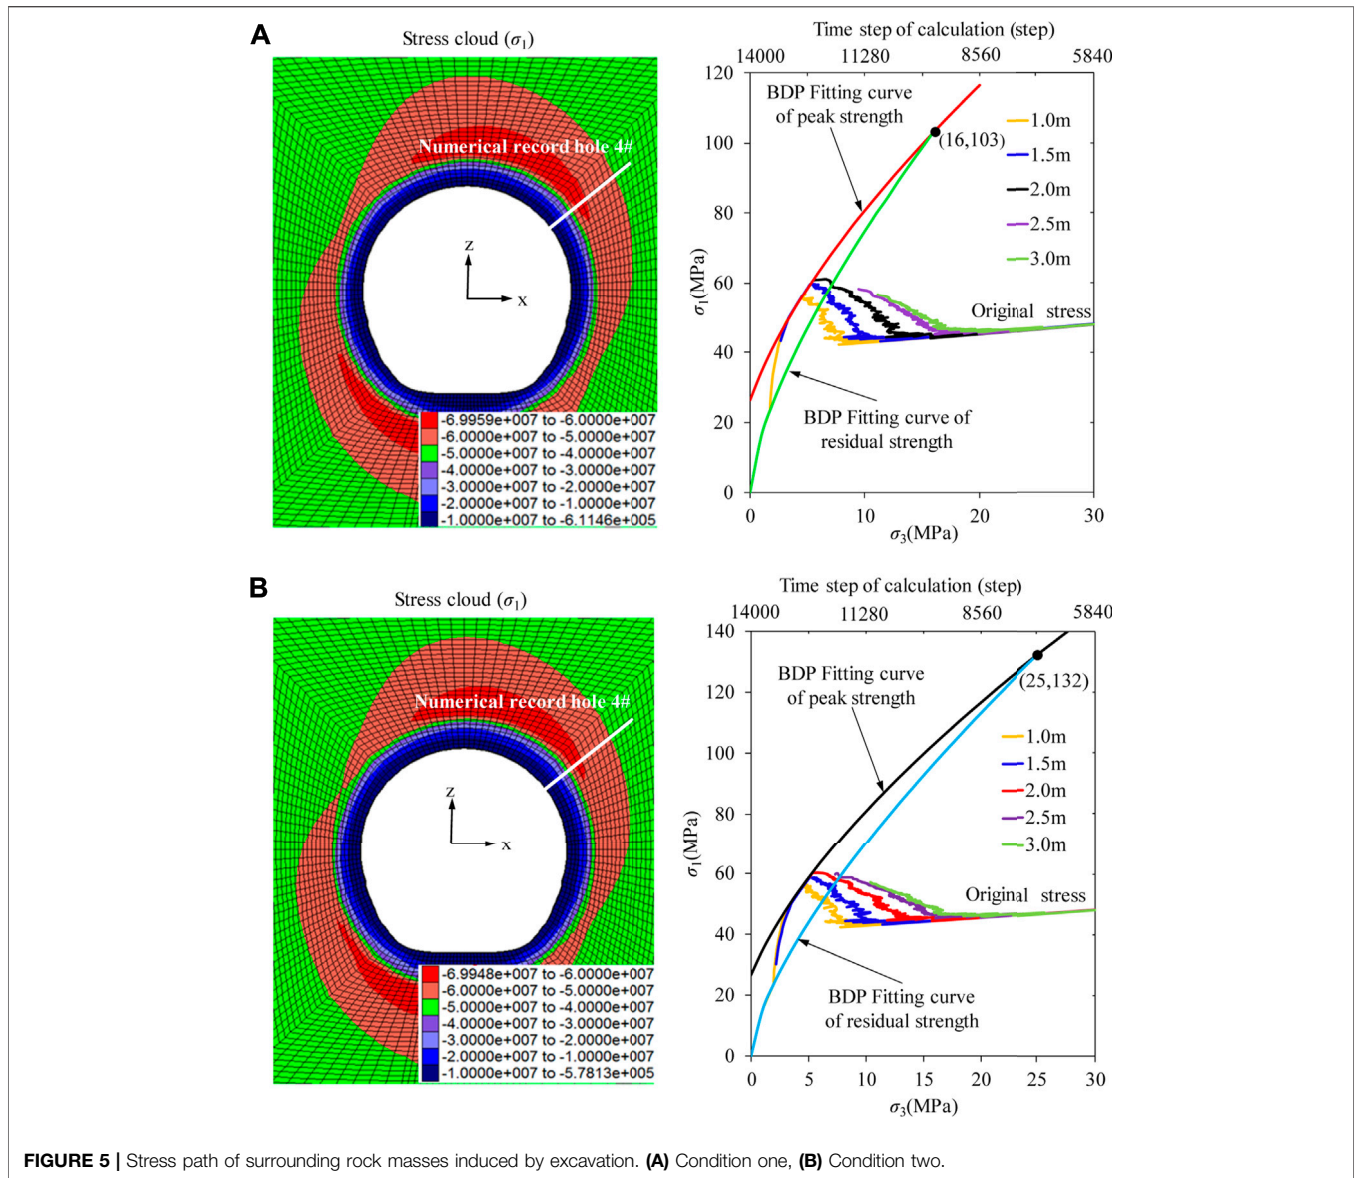 A
Stress cloud (σ1)
Numerical record hole 4#
Z
X
-6.9959e+007 to -6.0000e+007
-6.0000e+007 to -5.0000e+007
-5.0000e+007 to -4.0000e+007
-4.0000e+007 to -3.0000e+007
-3.0000e+007 to -2.0000e+007
-2.0000e+007 to -1.0000e+007
-1.0000e+007 to -6.1146e+005
Time step of calculation (step)
14000 11280 8560 5840
120
100
80
60
40
20
0
σ1(MPa)
BDP Fitting curve
of peak strength
(16,103)
1.0m
1.5m
2.0m
2.5m
3.0m
Original stress
BDP Fitting curve of
residual strength
0 10 20 30
σ3(MPa)
B
Stress cloud (σ1)
Numerical record hole 4#
Z
X
-6.9948e+007 to -6.0000e+007
-6.0000e+007 to -5.0000e+007
-5.0000e+007 to -4.0000e+007
-4.0000e+007 to -3.0000e+007
-3.0000e+007 to -2.0000e+007
-2.0000e+007 to -1.0000e+007
-1.0000e+007 to -5.7813e+005
Time step of calculation (step)
14000 11280 8560 5840
140
120
100
80
60
40
20
0
σ1(MPa)
BDP Fitting curve
of peak strength
(25,132)
1.0m
1.5m
2.0m
2.5m
3.0m
Original stress
BDP Fitting curve
of residual strength
0 5 10 15 20 25 30
σ3(MPa)
FIGURE 5 | Stress path of surrounding rock masses induced by excavation. (A) Condition one, (B) Condition two.